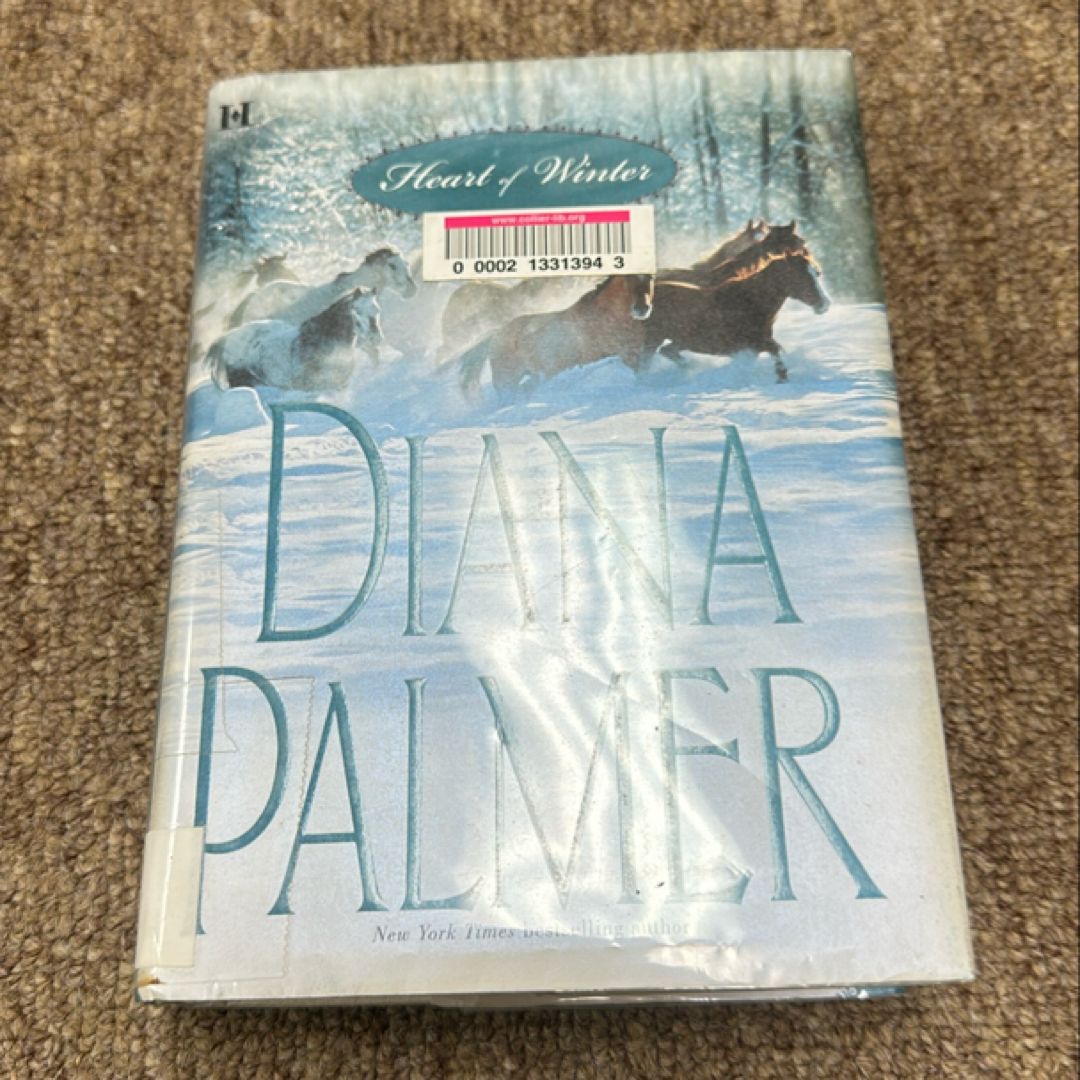 H
Heart of Winter
www.collier-lib.org
0 0002 1331394 3
DIANA
PALMER
New York Times bestselling author